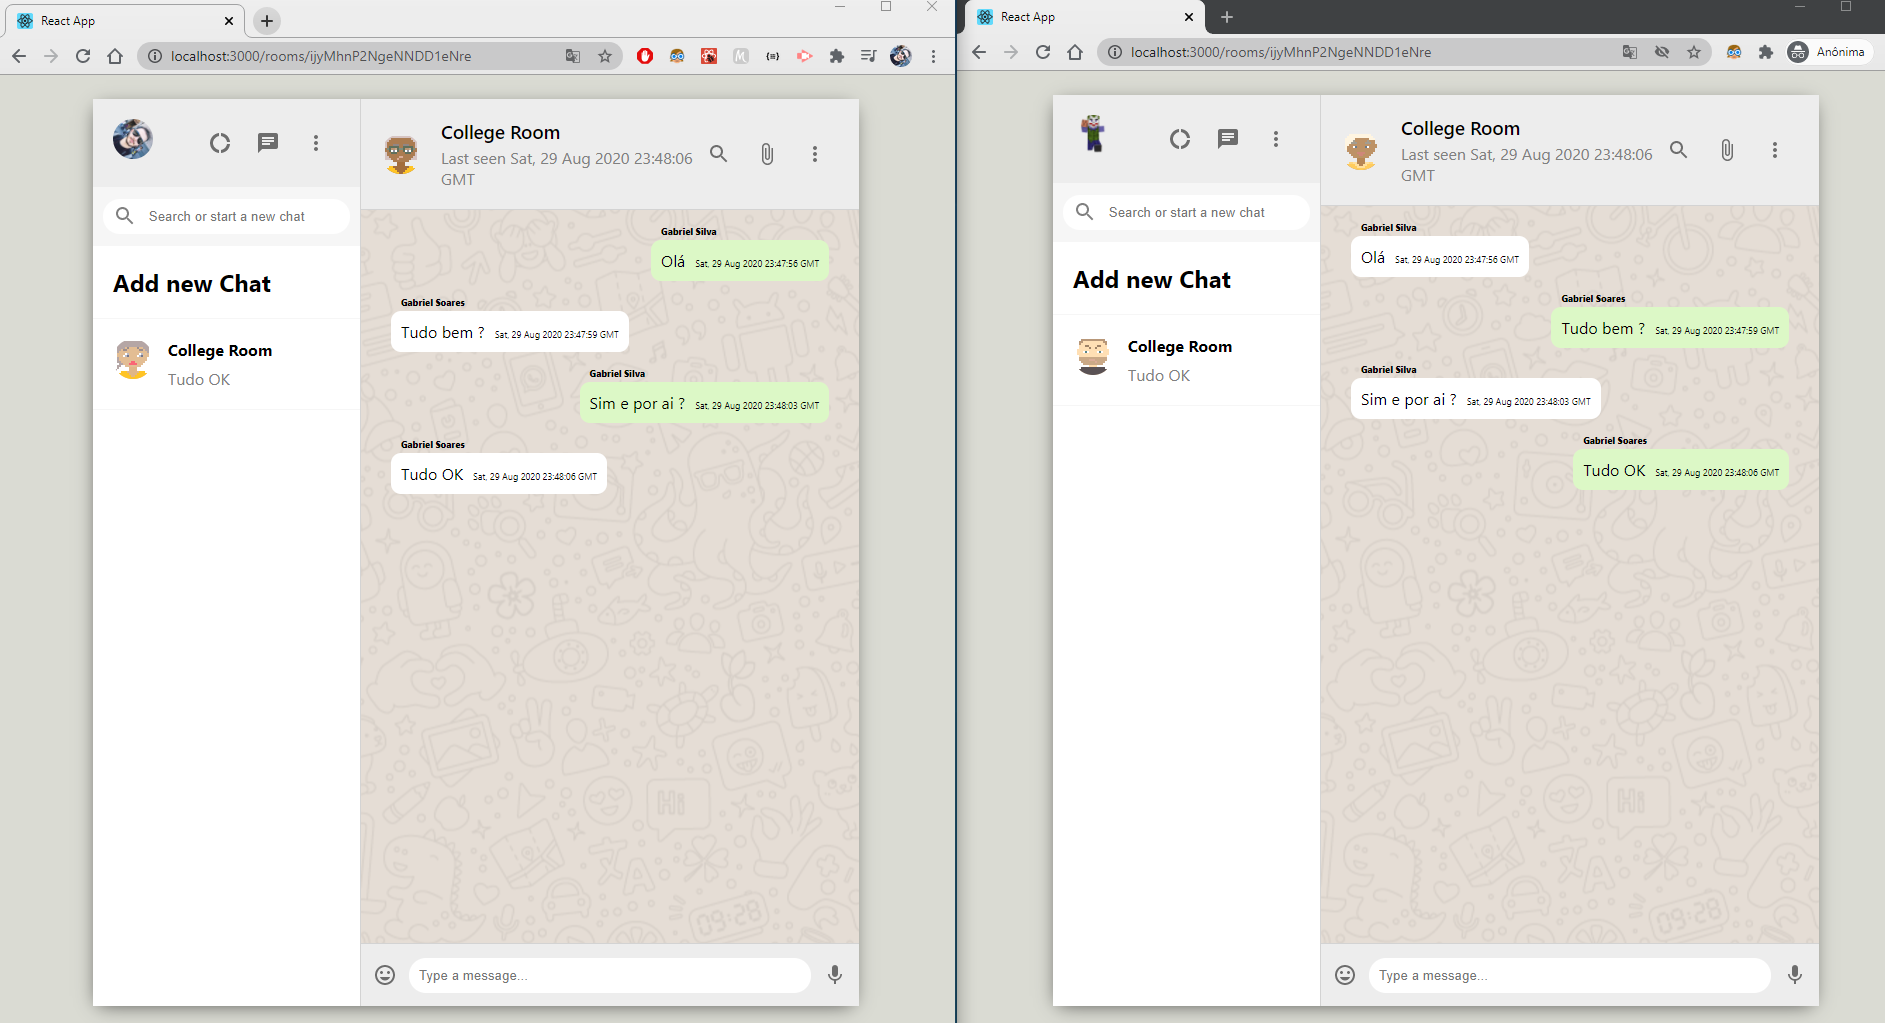 React App
localhost:3000/rooms/ijyMhnP2NgeNNDD1eNre
College Room
Last seen Sat, 29 Aug 2020 23:48:06
GMT
Search or start a new chat
Add new Chat
College Room
Tudo OK
Gabriel Silva
Olá Sat, 29 Aug 2020 23:47:56 GMT
Gabriel Soares
Tudo bem ? Sat, 29 Aug 2020 23:47:59 GMT
Gabriel Silva
Sim e por ai ? Sat, 29 Aug 2020 23:48:03 GMT
Gabriel Soares
Tudo OK Sat, 29 Aug 2020 23:48:06 GMT
Hi
09:28
Type a message...
React App
localhost:3000/rooms/ijyMhnP2NgeNNDD1eNre
Anónima
College Room
Last seen Sat, 29 Aug 2020 23:48:06
GMT
Search or start a new chat
Add new Chat
College Room
Tudo OK
Gabriel Silva
Olá Sat, 29 Aug 2020 23:47:56 GMT
Gabriel Soares
Tudo bem ? Sat, 29 Aug 2020 23:47:59 GMT
Gabriel Silva
Sim e por ai ? Sat, 29 Aug 2020 23:48:03 GMT
Gabriel Soares
Tudo OK Sat, 29 Aug 2020 23:48:06 GMT
Hi
09:28
Type a message...